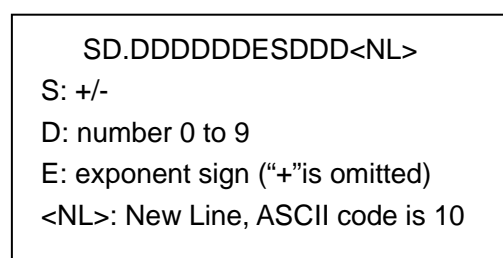 SD.DDDDDDESDDD<NL>
S: +/-
D: number 0 to 9
E: exponent sign (“+”is omitted)
<NL>: New Line, ASCII code is 10